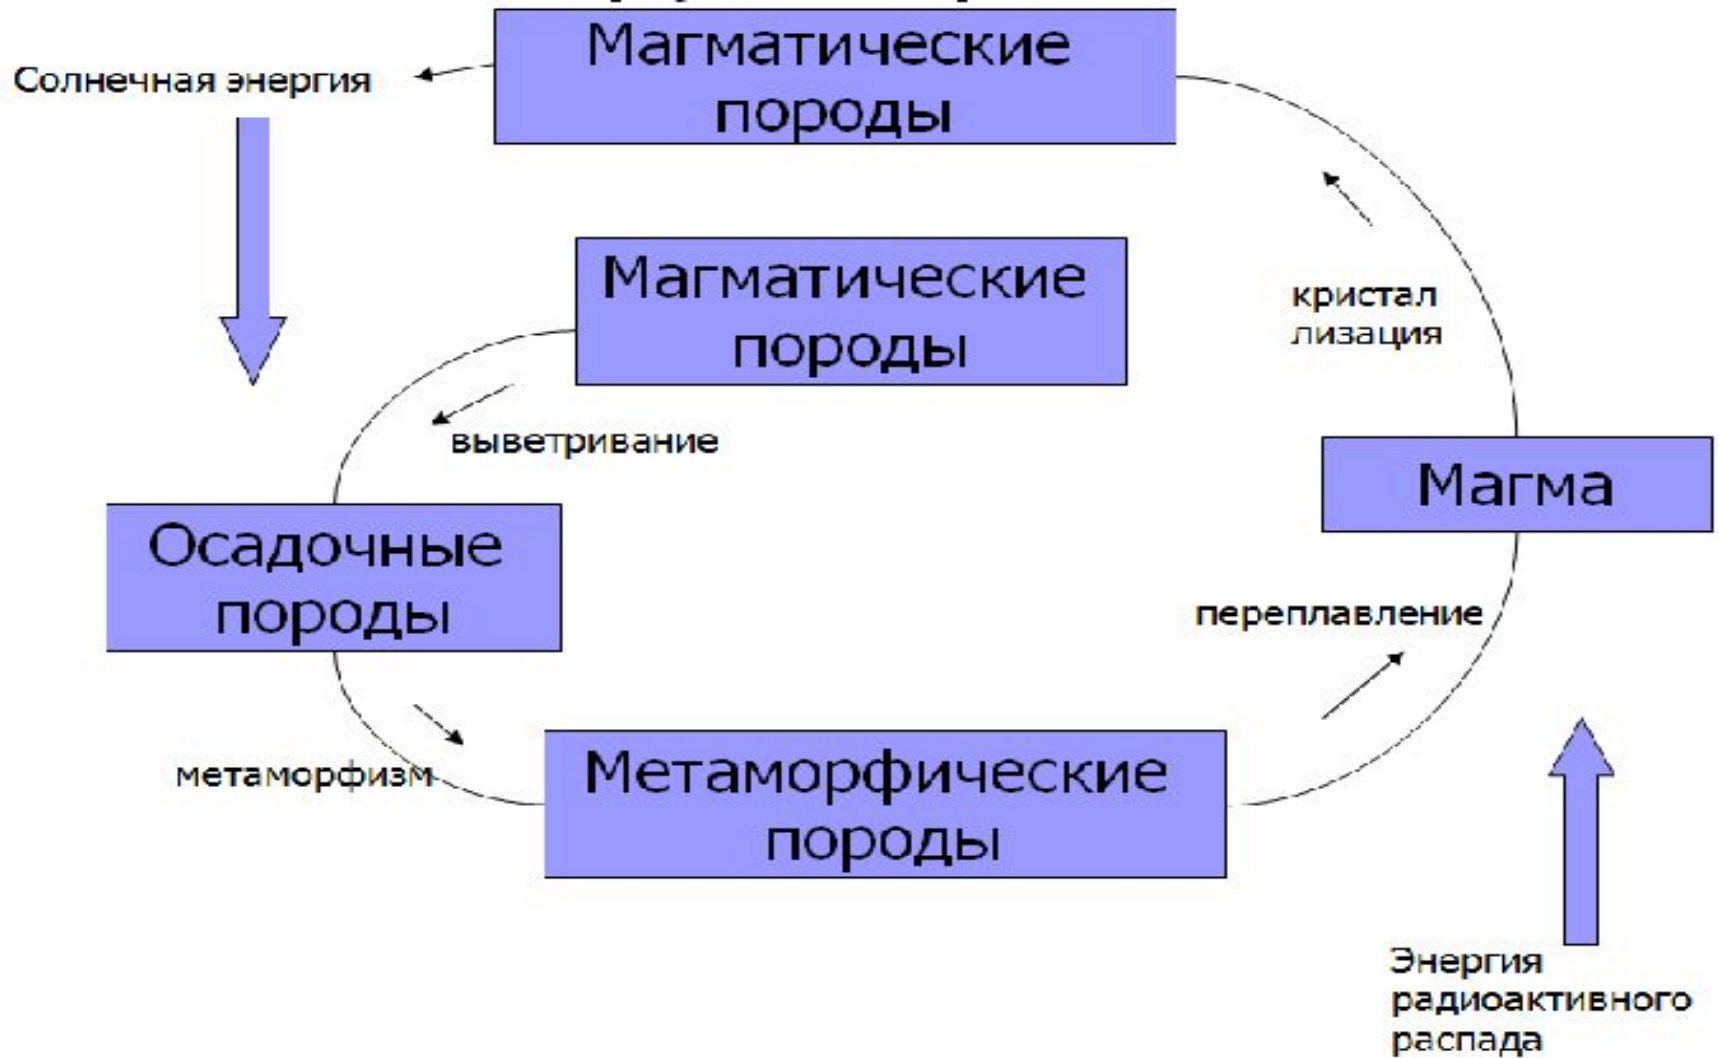 Магматические
породы
Солнечная энергия
Магматические
породы
кристал
лизация
выветривание
Магма
Осадочные
породы
переплавление
метаморфизм
Метаморфические
породы
Энергия
радиоактивного
распада